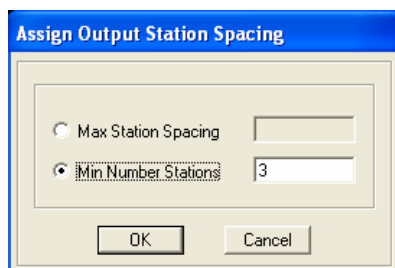 Assign Output Station Spacing
Max Station Spacing
Min Number Stations 3
OK Cancel